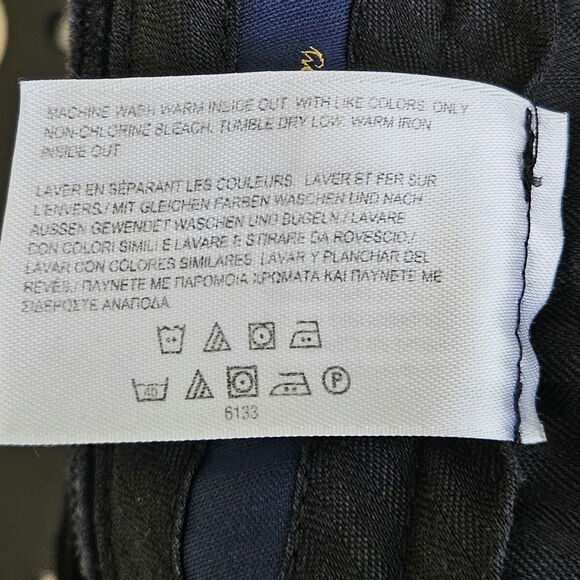 MACHINE WASH WARM INSIDE OUT, WITH LIKE COLORS. ONLY
NON-CHLORINE BLEACH, TUMBLE DRY LOW. WARM IRON
INSIDE OUT
LAVER EN SÉPARANT LES COULEURS. LAVER ET FER SUR
L'ENVERS./ MIT GLEICHEN FARBEN WASCHEN UND NACH
AUSSEN GEWENDET WASCHEN UND BÜGELN./ LAVARE
CON COLORI SIMILI E LAVARE E STIRARE DA ROVESCIO./
LAVAR CON COLORES SIMILARES. LAVAR Y PLANCHAR DEL
REVÉS./ ΠΛΥΝΕΤΕ ΜΕ ΠΑΡΟΜΟΙΑ ΧΡΩΜΑΤΑ ΚΑΙ ΠΛΥΝΕΤΕ ΜΕ
ΣΙΔΕΡΩΣΤΕ ΑΝΑΠΟΔΑ.
40 P
6133